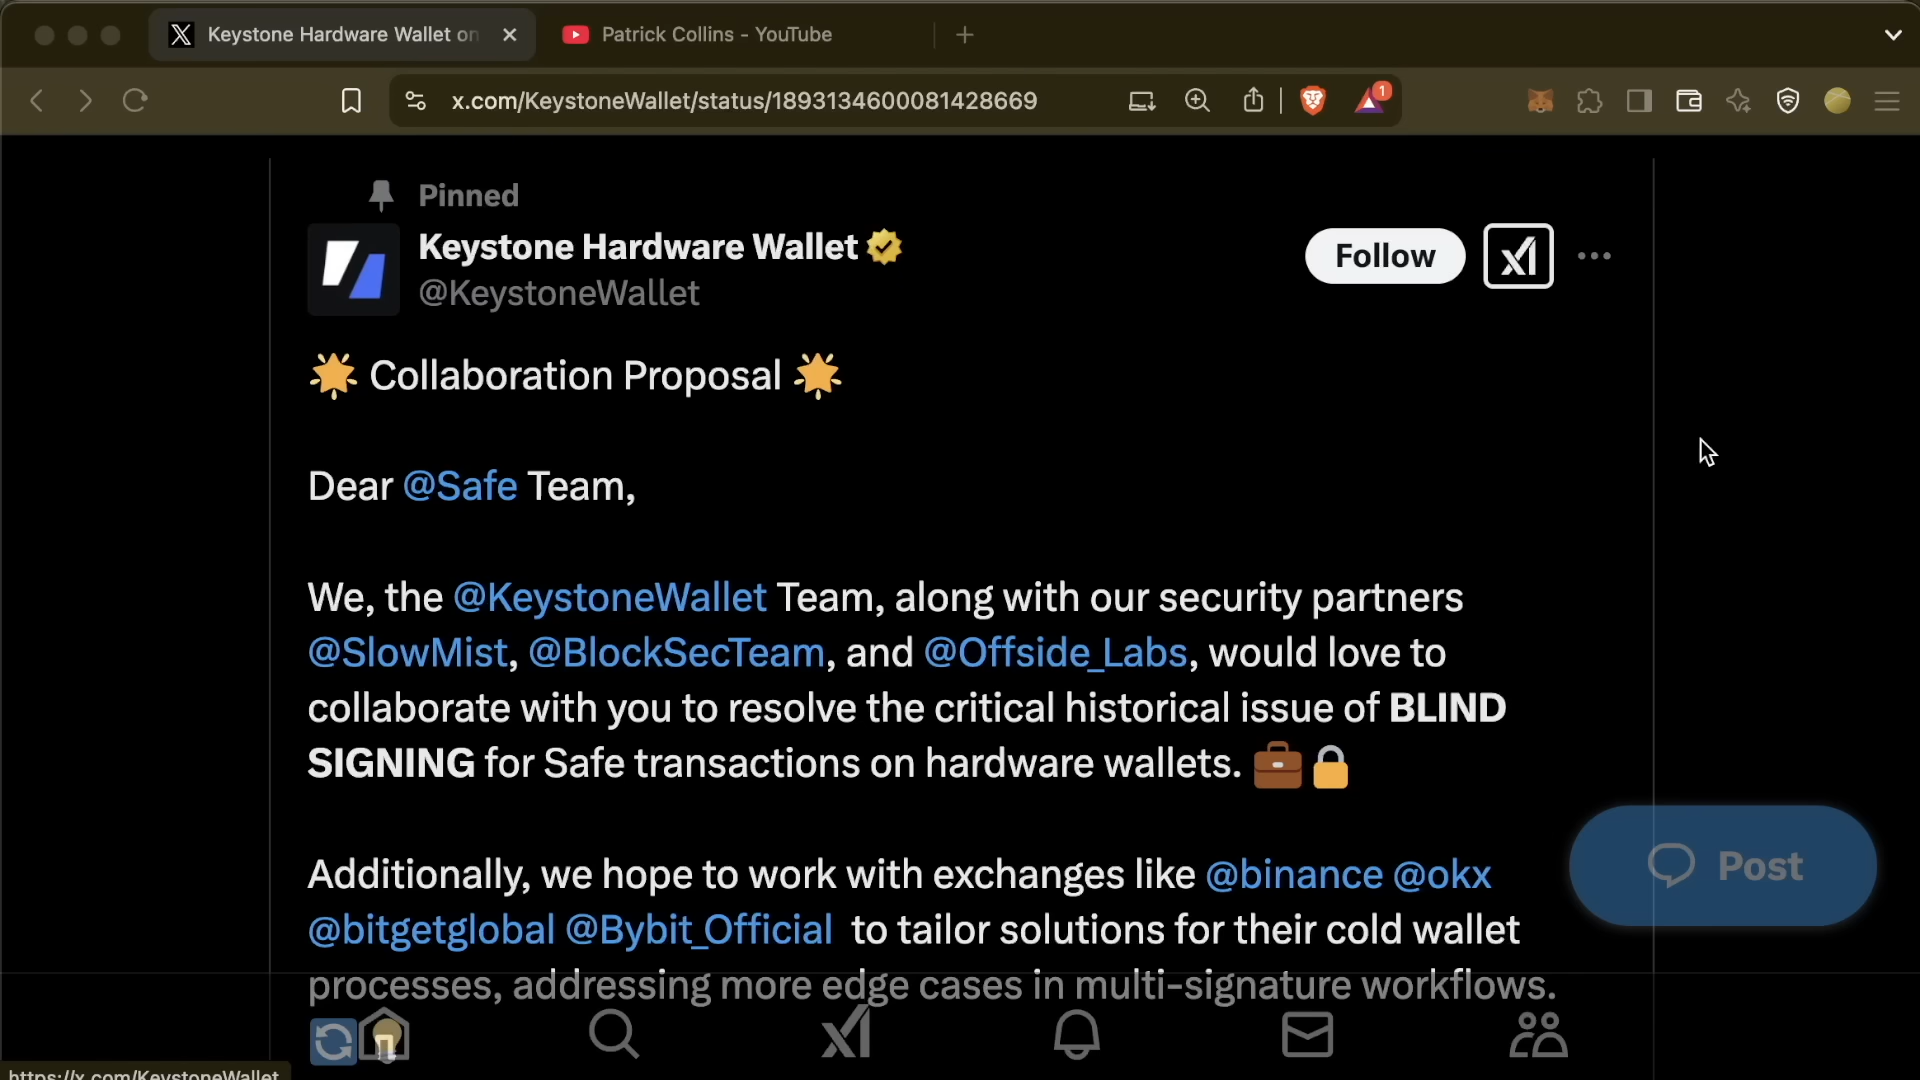 Keystone Hardware Wallet on
Patrick Collins - YouTube
x.com/KeystoneWallet/status/1893134600081428669
1
Pinned
Keystone Hardware Wallet
@KeystoneWallet
Follow
Collaboration Proposal
Dear @Safe Team,
We, the @KeystoneWallet Team, along with our security partners
@SlowMist, @BlockSecTeam, and @Offside_Labs, would love to
collaborate with you to resolve the critical historical issue of BLIND
SIGNING for Safe transactions on hardware wallets.
Additionally, we hope to work with exchanges like @binance @okx
@bitgetglobal @Bybit_Official to tailor solutions for their cold wallet
processes, addressing more edge cases in multi-signature workflows.
Post
https://x.com/KeystoneWallet